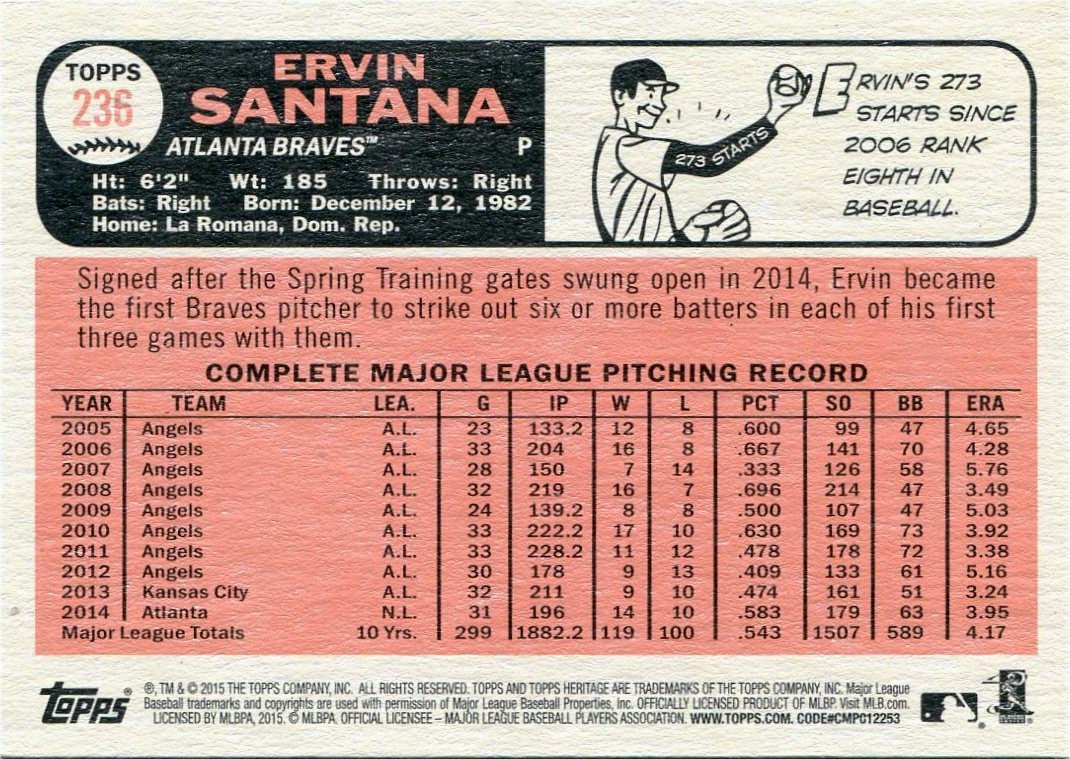 TOPPS
236
ERVIN
SANTANA
ATLANTA BRAVES™ P
Ht: 6'2" Wt: 185 Throws: Right
Bats: Right Born: December 12, 1982
Home: La Romana, Dom. Rep.
273 STARTS
ERVIN'S 273
STARTS SINCE
2006 RANK
EIGHTH IN
BASEBALL.
Signed after the Spring Training gates swung open in 2014, Ervin became
the first Braves pitcher to strike out six or more batters in each of his first
three games with them.
COMPLETE MAJOR LEAGUE PITCHING RECORD
YEAR TEAM LEA. G IP W L PCT SO BB ERA
2005 Angels A.L. 23 133.2 12 8 .600 99 47 4.65
2006 Angels A.L. 33 204 16 8 .667 141 70 4.28
2007 Angels A.L. 28 150 7 14 .333 126 58 5.76
2008 Angels A.L. 32 219 16 7 .696 214 47 3.49
2009 Angels A.L. 24 139.2 8 8 .500 107 47 5.03
2010 Angels A.L. 33 222.2 17 10 .630 169 73 3.92
2011 Angels A.L. 33 228.2 11 12 .478 178 72 3.38
2012 Angels A.L. 30 178 9 13 .409 133 61 5.16
2013 Kansas City A.L. 32 211 9 10 .474 161 51 3.24
2014 Atlanta N.L. 31 196 14 10 .583 179 63 3.95
Major League Totals 10 Yrs. 299 1882.2 119 100 .543 1507 589 4.17
topps®
®, TM & © 2015 THE TOPPS COMPANY, INC. ALL RIGHTS RESERVED. TOPPS AND TOPPS HERITAGE ARE TRADEMARKS OF THE TOPPS COMPANY, INC. Major League
Baseball trademarks and copyrights are used with permission of Major League Baseball Properties, Inc. OFFICIALLY LICENSED PRODUCT OF MLBP. Visit MLB.com.
LICENSED BY MLBPA, 2015. © MLBPA. OFFICIAL LICENSEE – MAJOR LEAGUE BASEBALL PLAYERS ASSOCIATION. WWW.TOPPS.COM. CODE#CMP012253